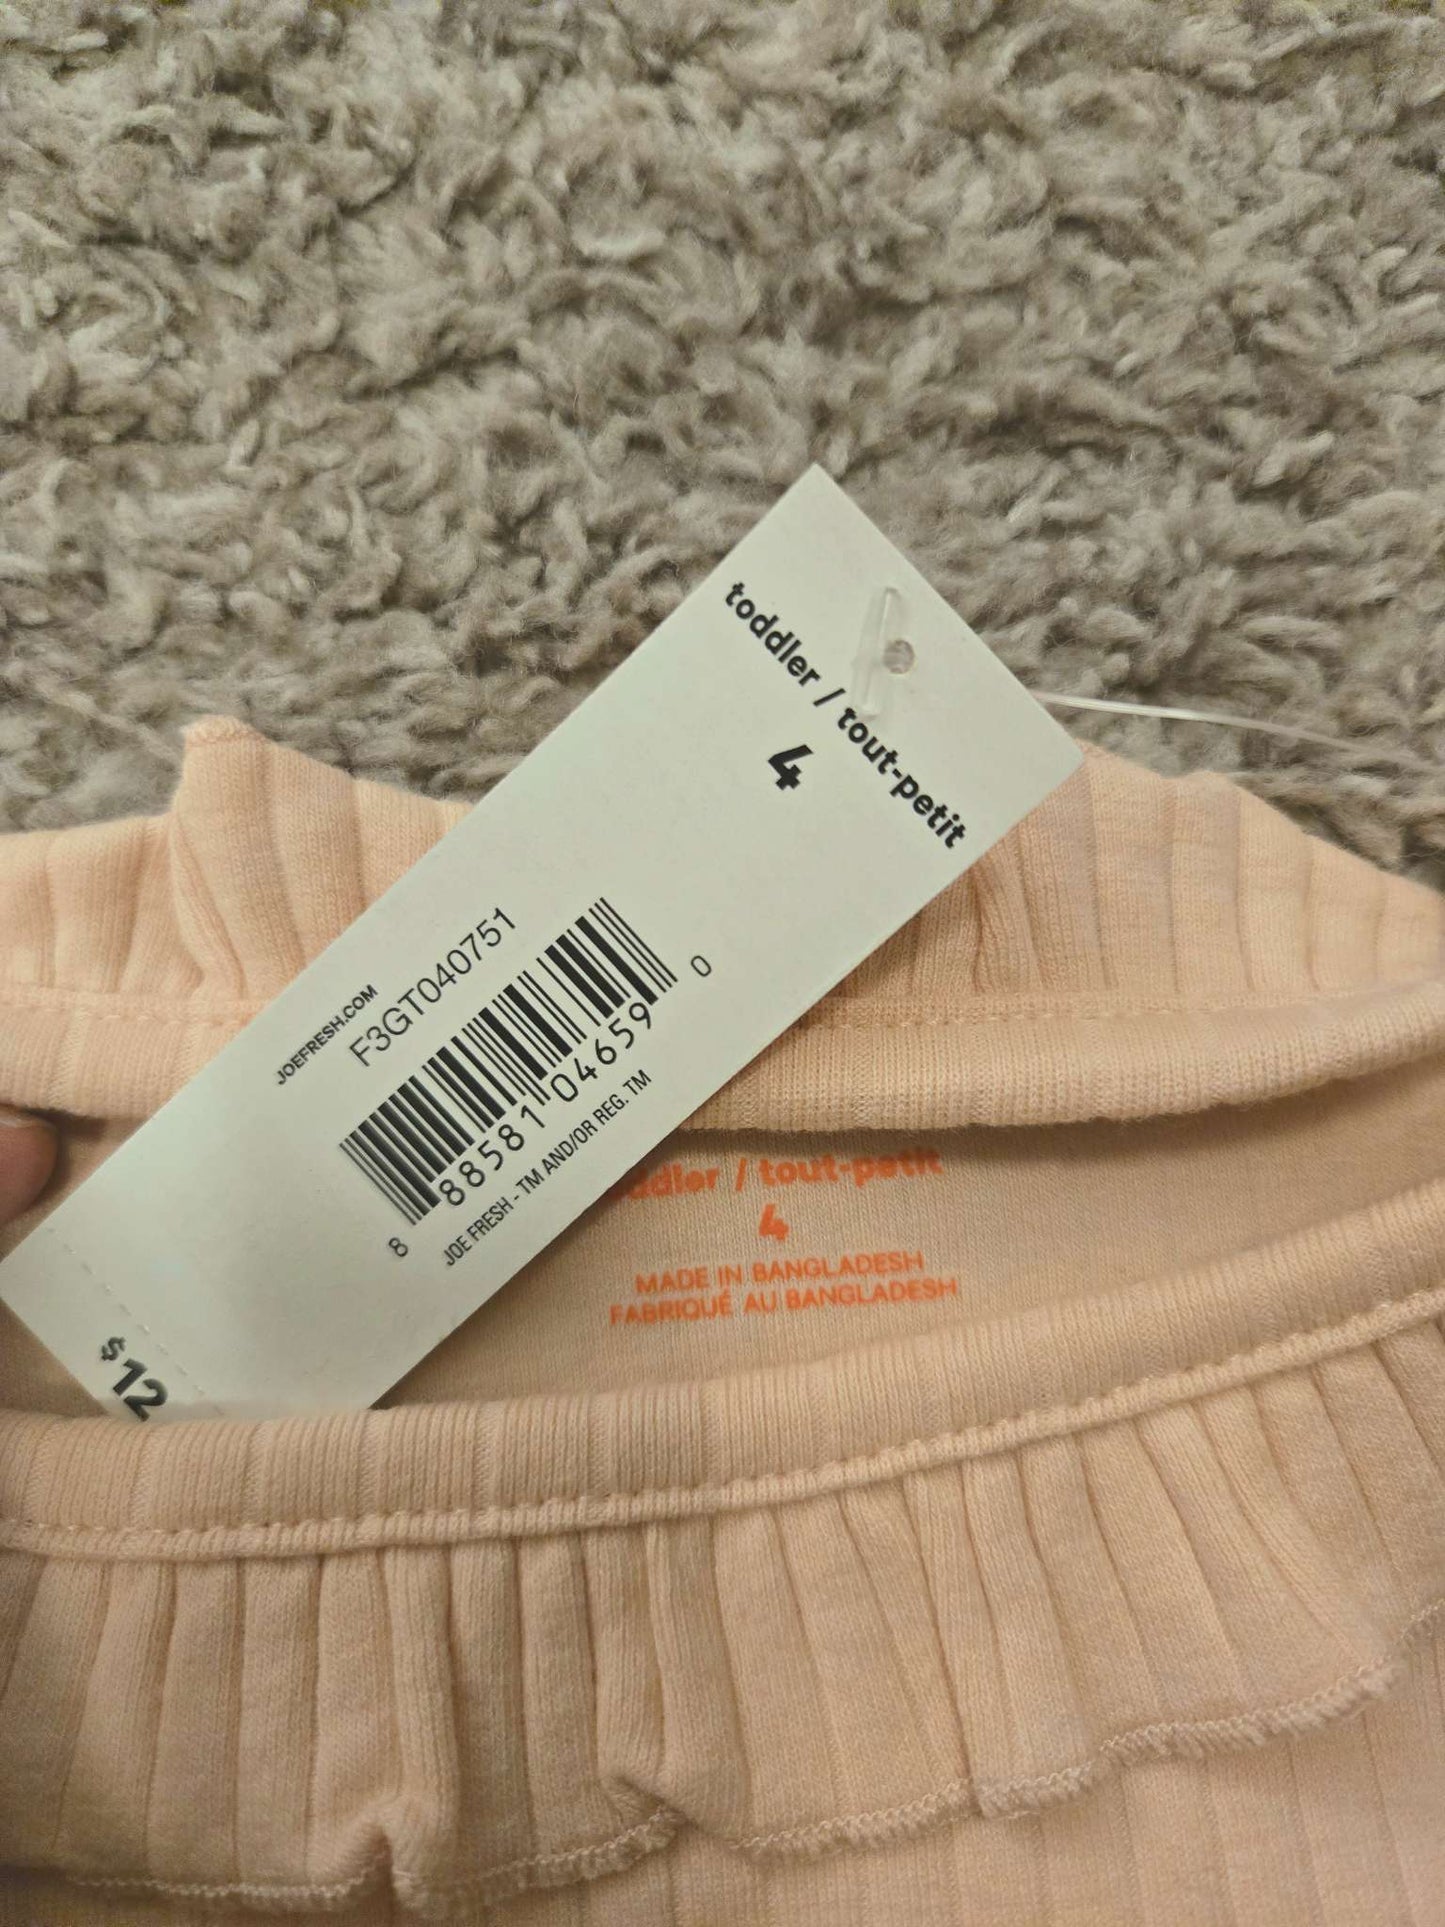 toddler / tout-petit
4
JOEFRESH.COM
F3GT040751
8 88581 04659 0
JOE FRESH - TM AND/OR REG. TM
$12
/ tout-petit
4
MADE IN BANGLADESH
FABRIQUÉ AU BANGLADESH